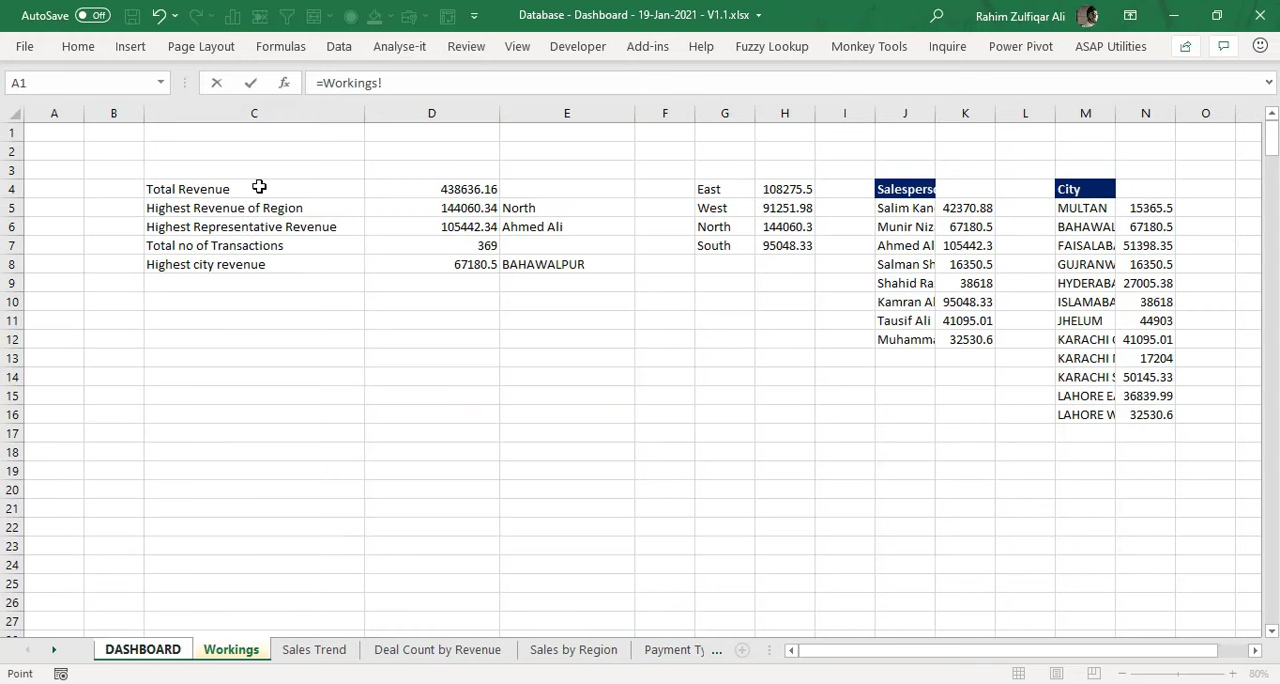 AutoSave Off Database - Dashboard - 19-Jan-2021 - V1.1.xlsx Rahim Zulfiqar Ali
File Home Insert Page Layout Formulas Data Analyse-it Review View Developer Add-ins Help Fuzzy Lookup Monkey Tools Inquire Power Pivot ASAP Utilities
A1 fx =Workings!
A B C D E F G H I J K L M N O
1
2
3
4 Total Revenue 438636.16 East 108275.5 Salesperso City
5 Highest Revenue of Region 144060.34 North West 91251.98 Salim Kan 42370.88 MULTAN 15365.5
6 Highest Representative Revenue 105442.34 Ahmed Ali North 144060.3 Munir Niz 67180.5 BAHAWAL 67180.5
7 Total no of Transactions 369 South 95048.33 Ahmed Al 105442.3 FAISALAB 51398.35
8 Highest city revenue 67180.5 BAHAWALPUR Salman Sh 16350.5 GUJRANW 16350.5
9 Shahid Ra 38618 HYDERABA 27005.38
10 Kamran Al 95048.33 ISLAMABA 38618
11 Tausif Ali 41095.01 JHELUM 44903
12 Muhamma 32530.6 KARACHI 41095.01
13 KARACHI 17204
14 KARACHI S 50145.33
15 LAHORE EA 36839.99
16 LAHORE W 32530.6
17
18
19
20
21
22
23
24
25
26
27
DASHBOARD Workings Sales Trend Deal Count by Revenue Sales by Region Payment Ty ...
Point 80%